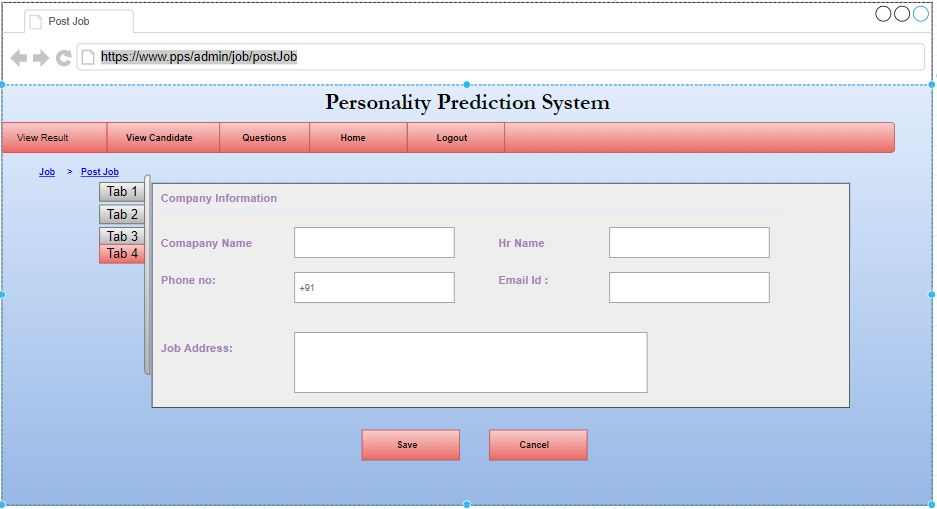 Post Job
https://www.pps/admin/job/postJob
Personality Prediction System
View Result View Candidate Questions Home Logout
Job > Post Job
Tab 1
Tab 2
Tab 3
Tab 4
Company Information
Comapany Name Hr Name
Phone no: +91 Email Id :
Job Address:
Save Cancel